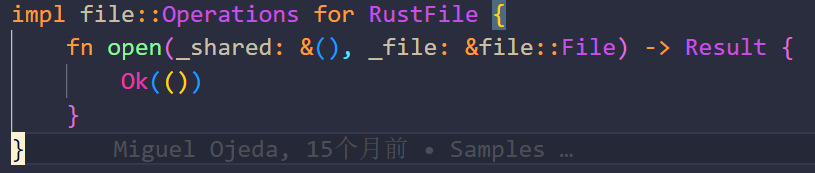 impl file::Operations for RustFile {
fn open(_shared: &(), _file: &file::File) -> Result {
Ok(())
}
} Miguel Ojeda, 15个月前 • Samples …